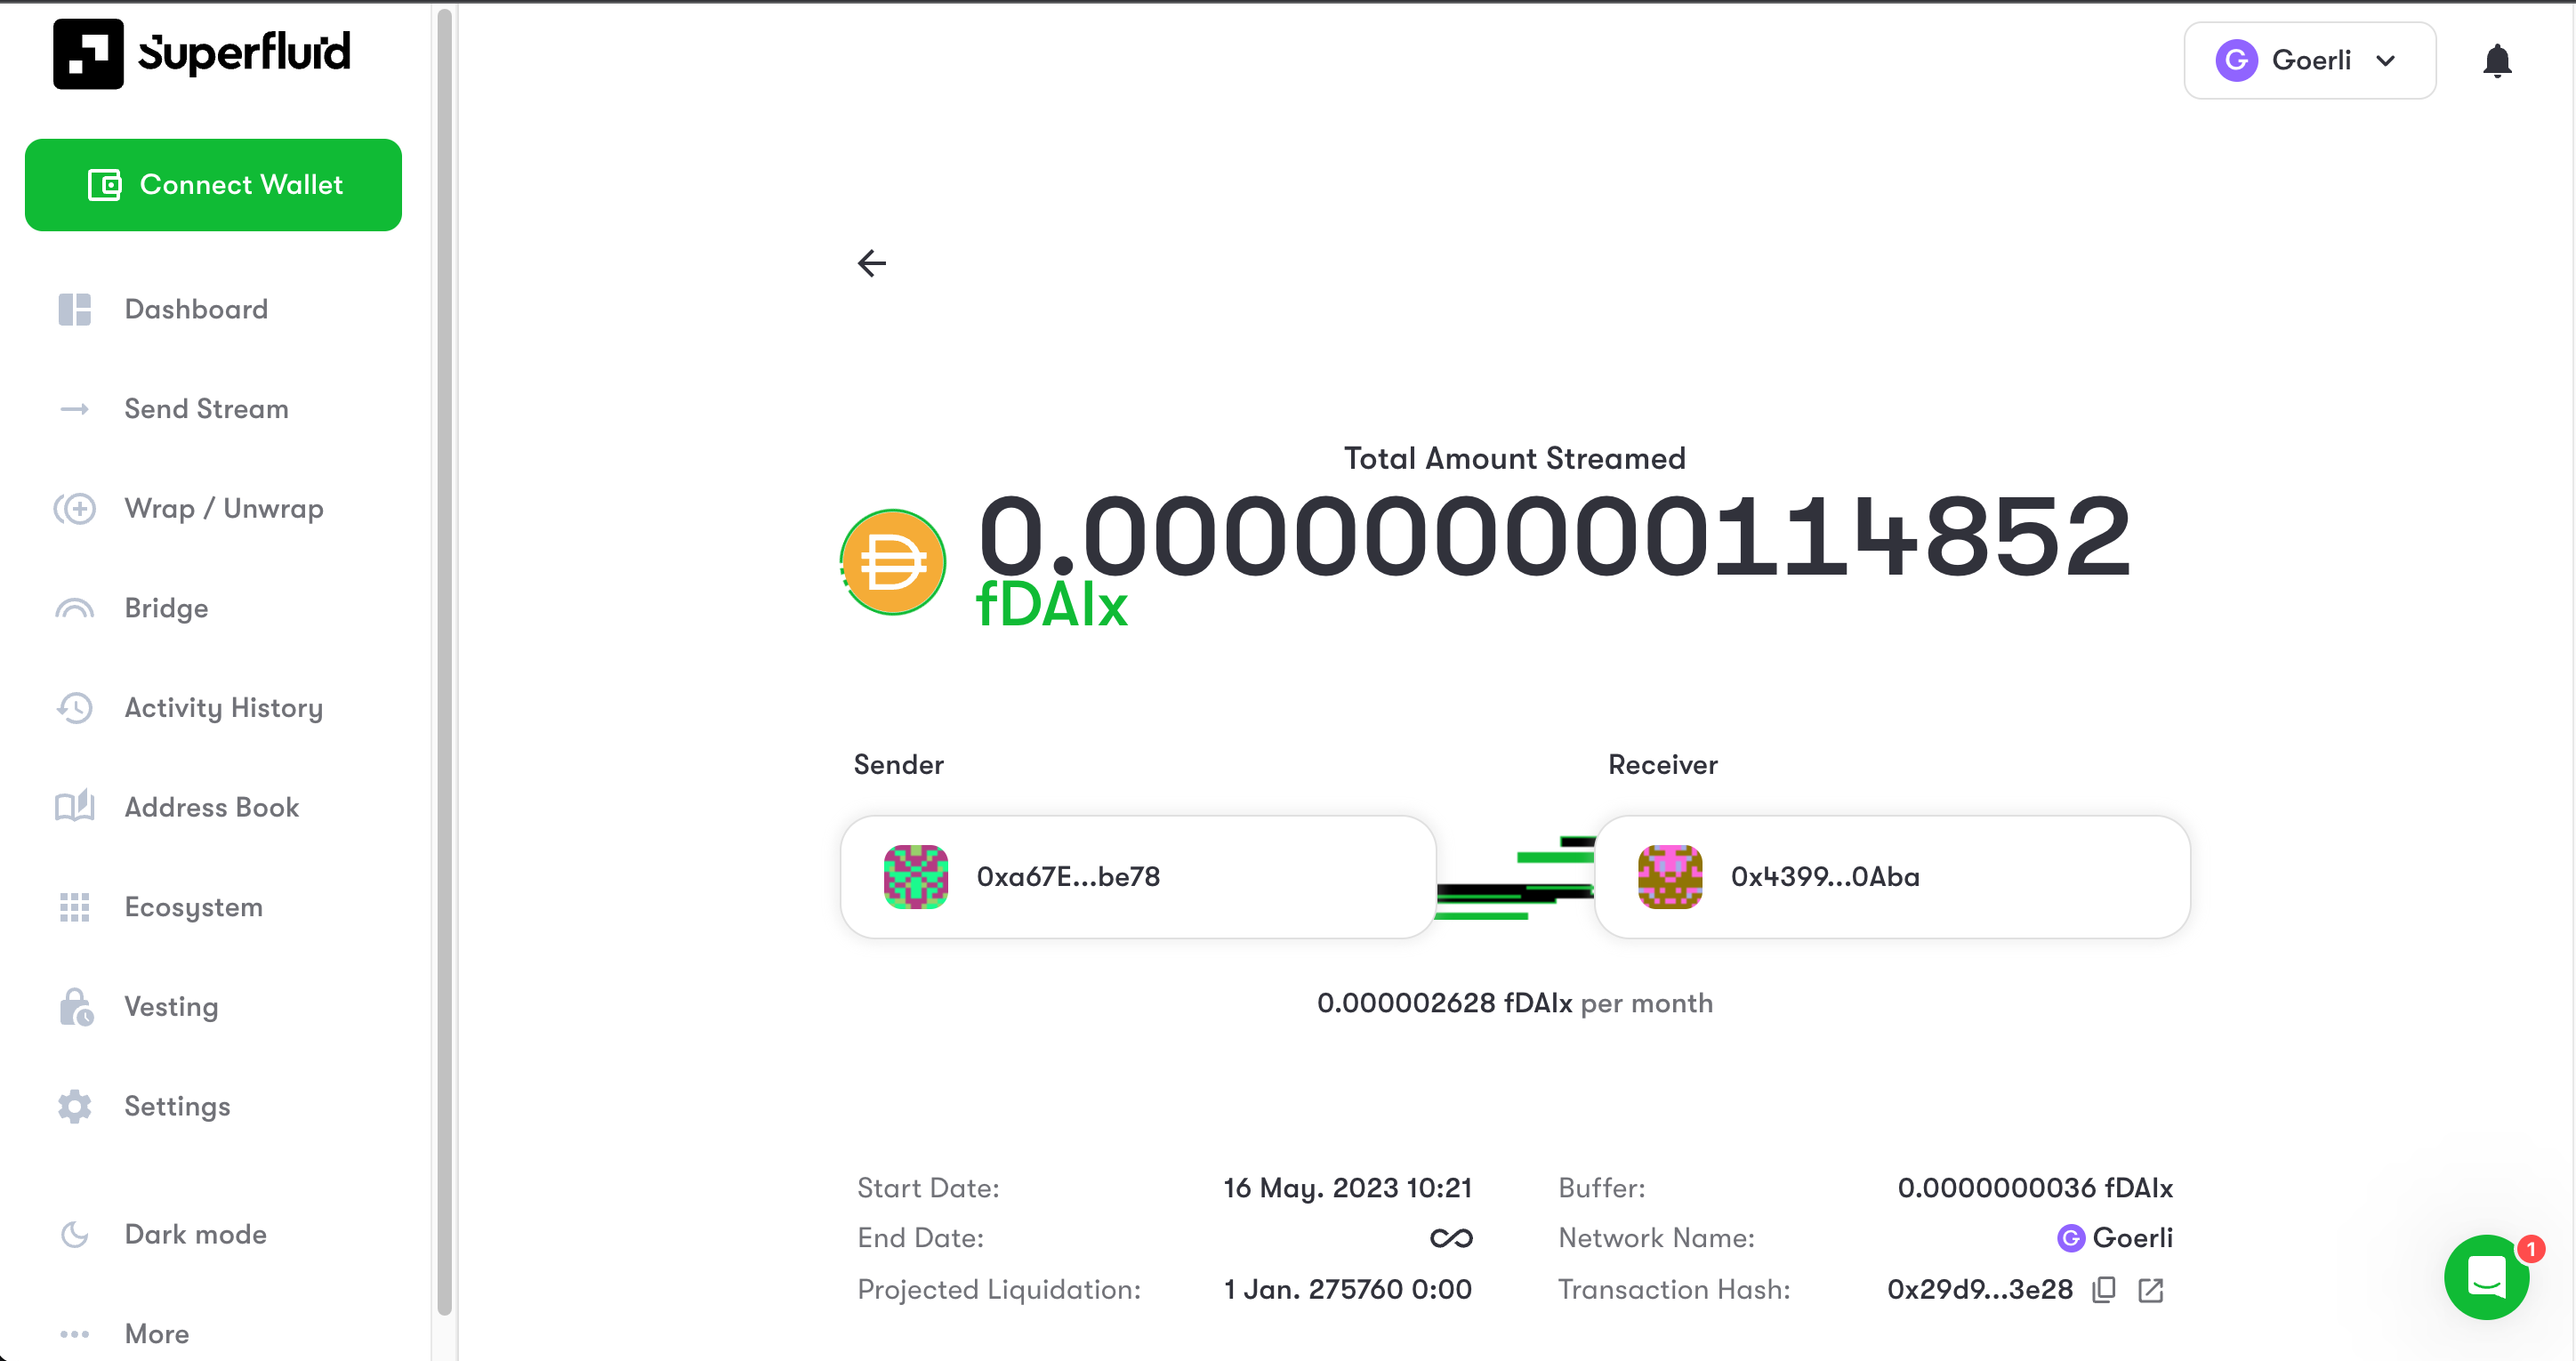 Superfluid
Connect Wallet
Dashboard
Send Stream
Wrap / Unwrap
Bridge
Activity History
Address Book
Ecosystem
Vesting
Settings
Dark mode
More
G Goerli
Total Amount Streamed
0.000000000114852
fDAIx
Sender
Receiver
0xa67E...be78
0x4399...0Aba
0.000002628 fDAIx per month
Start Date: 16 May. 2023 10:21
End Date: ∞
Projected Liquidation: 1 Jan. 275760 0:00
Buffer: 0.0000000036 fDAIx
Network Name: G Goerli
Transaction Hash: 0x29d9...3e28
1